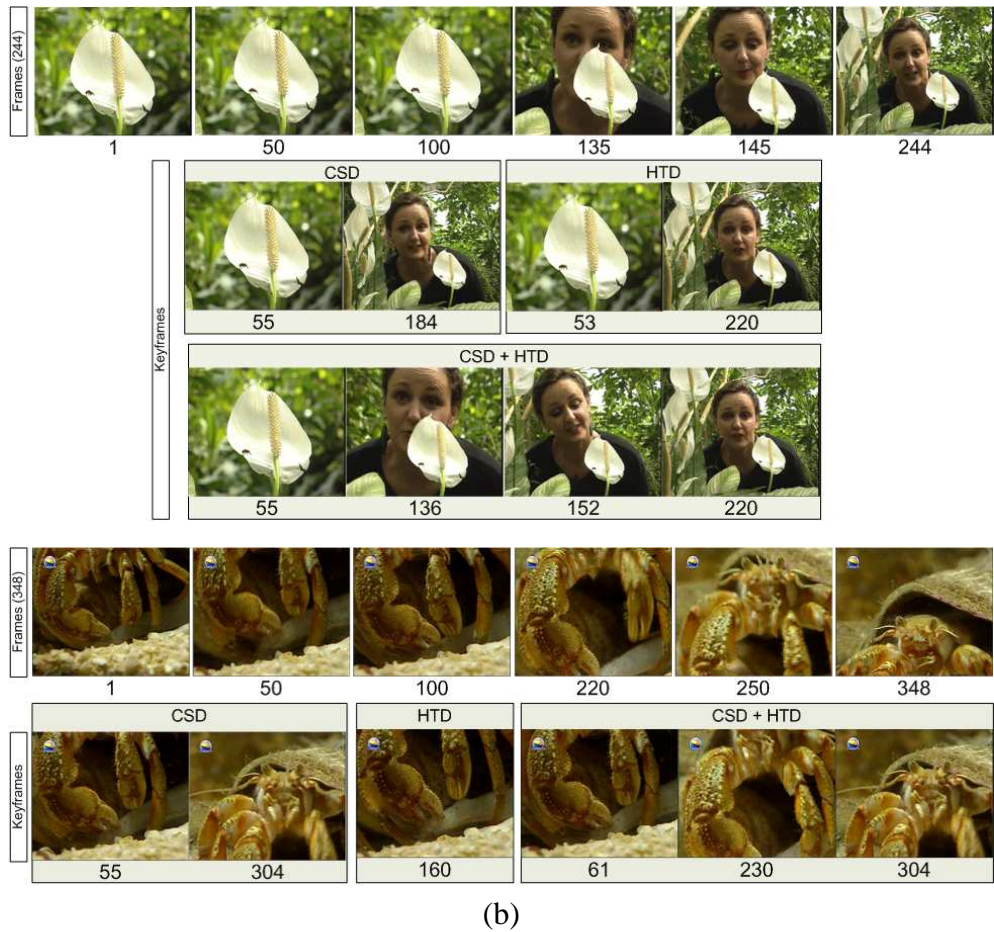 Frames (244)
1 50 100 135 145 244
Keyframes
CSD HTD
55 184 53 220
CSD + HTD
55 136 152 220
Frames (348)
1 50 100 220 250 348
Keyframes
CSD HTD CSD + HTD
55 304 160 61 230 304
(b)